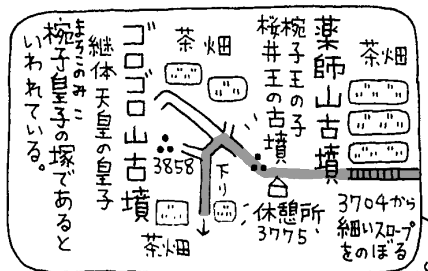 茶畑
薬師山古墳
椀子王の子
桜井王の古墳
3704から
細いスロープ
をのぼる
休憩所
3775
下り
茶畑
3858
ゴロゴロ山古墳
継体天皇の皇子
まろこのみこ
椀子皇子の塚であると
いわれている。
茶畑